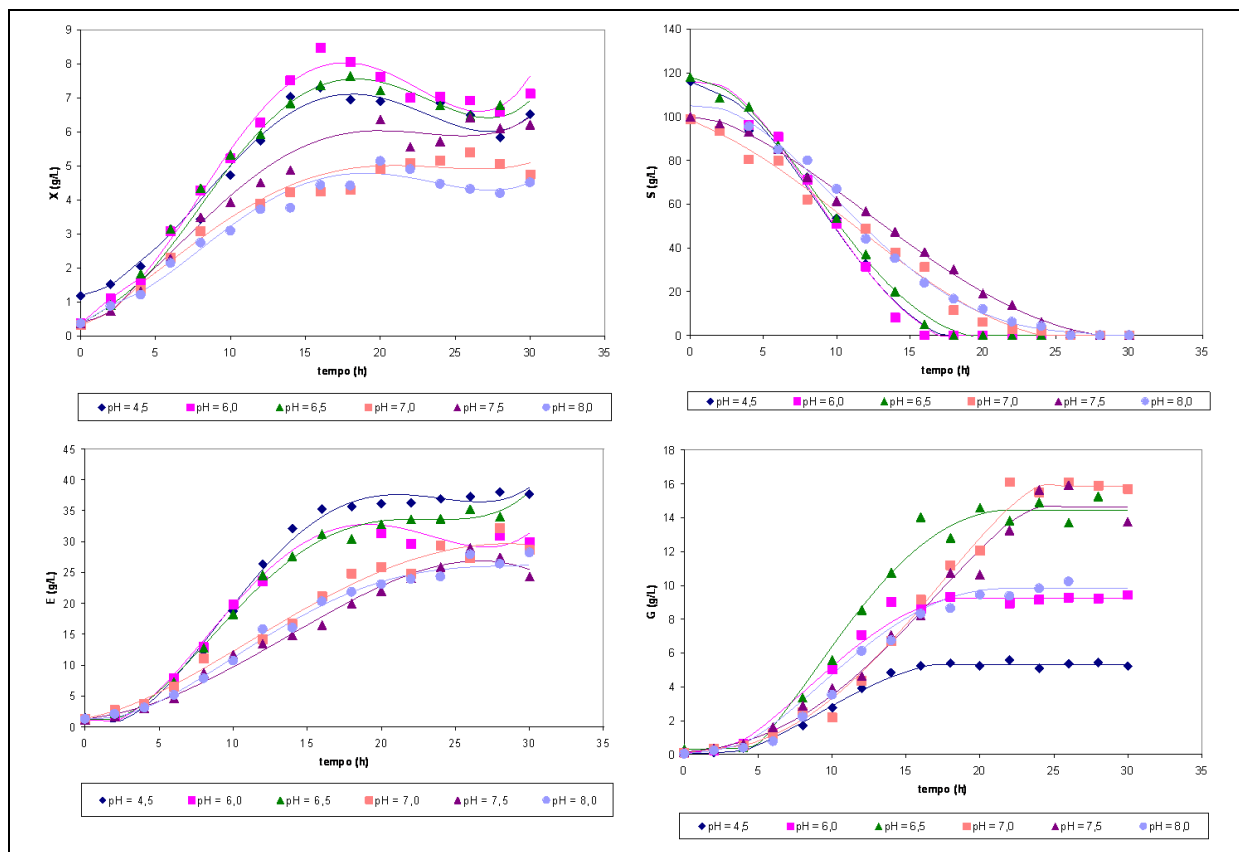 X (g/L)
9
8
7
6
5
4
3
2
1
0
0 5 10 15 20 25 30 35
tempo (h)
pH = 4,5 pH = 6,0 pH = 6,5 pH = 7,0 pH = 7,5 pH = 8,0
S (g/L)
140
120
100
80
60
40
20
0
0 5 10 15 20 25 30 35
tempo (h)
pH = 4,5 pH = 6,0 pH = 6,5 pH = 7,0 pH = 7,5 pH = 8,0
E (g/L)
45
40
35
30
25
20
15
10
5
0
0 5 10 15 20 25 30 35
tempo (h)
pH = 4,5 pH = 6,0 pH = 6,5 pH = 7,0 pH = 7,5 pH = 8,0
G (g/L)
18
16
14
12
10
8
6
4
2
0
0 5 10 15 20 25 30 35
tempo (h)
pH = 4,5 pH = 6,0 pH = 6,5 pH = 7,0 pH = 7,5 pH = 8,0